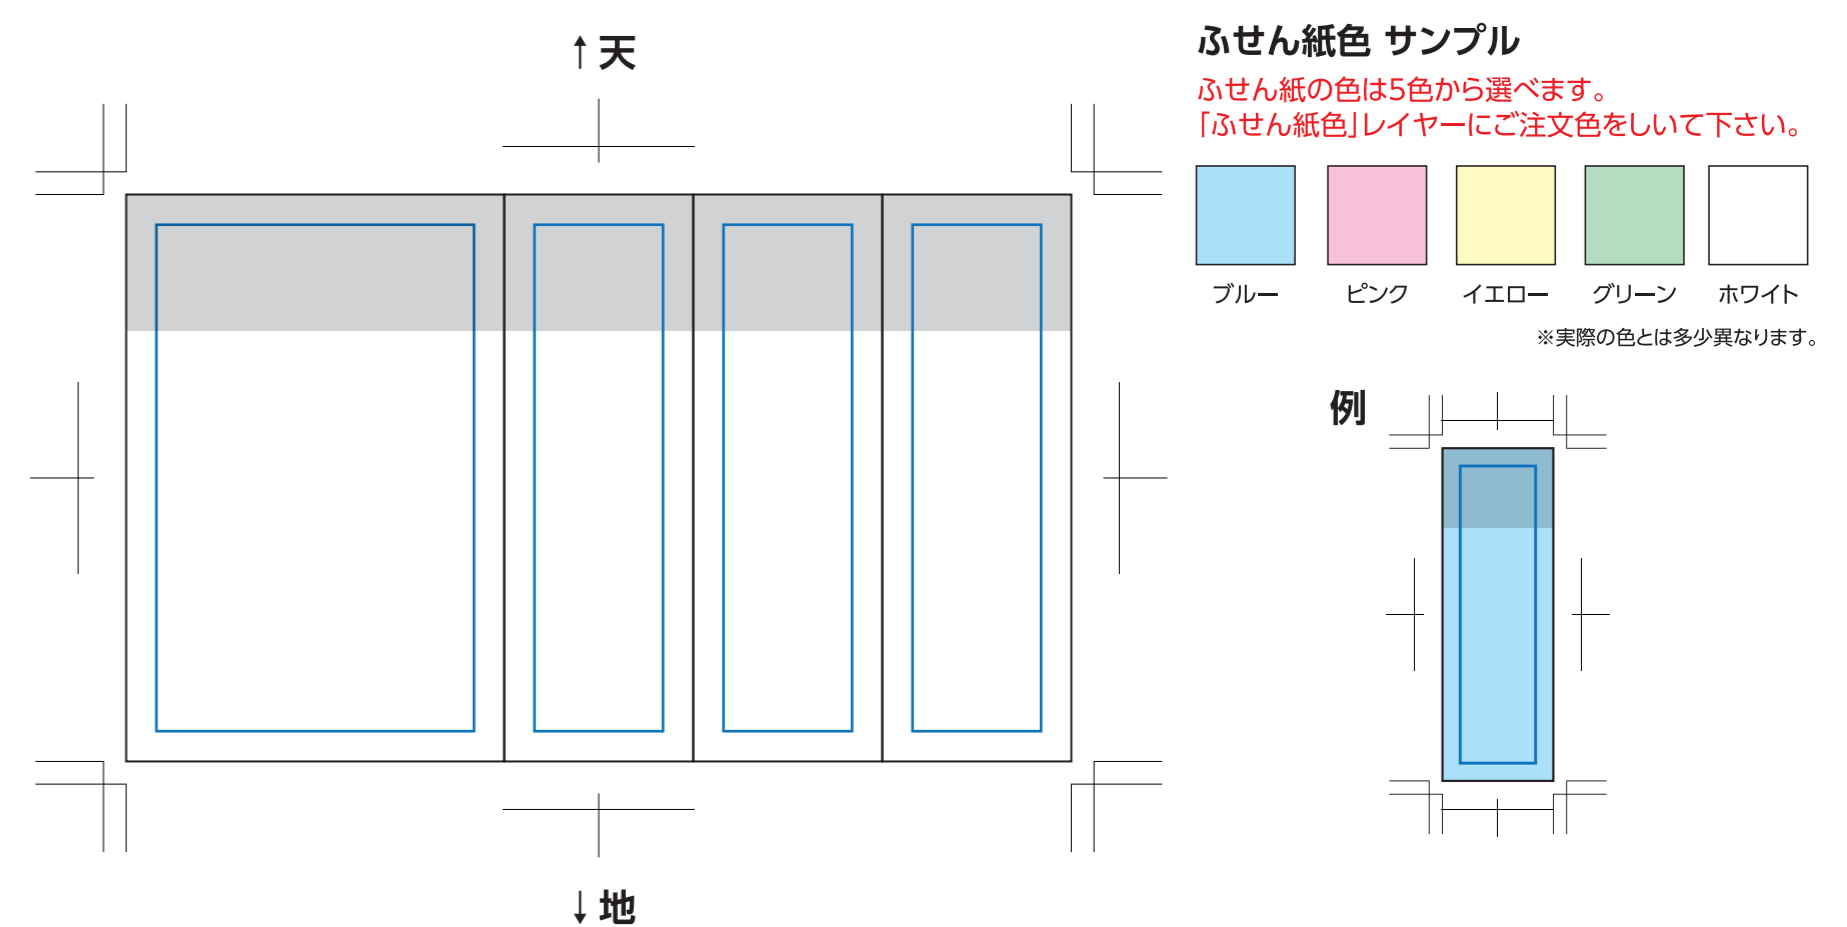 ↑天
↓地
ふせん紙色 サンプル
ふせん紙の色は5色から選べます。
「ふせん紙色」レイヤーにご注文色をしいて下さい。
ブルー
ピンク
イエロー
グリーン
ホワイト
※実際の色とは多少異なります。
例